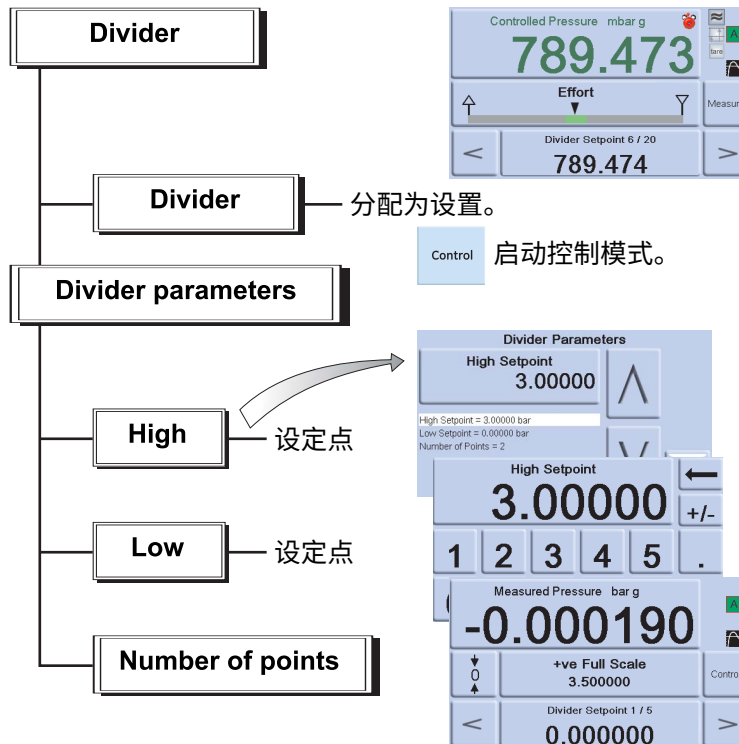 Divider
Controlled Pressure mbar g
789.473
A
tare
Effort
Measur
Divider Setpoint 6 / 20
<
789.474
>
Divider
分配为设置。
Control
启动控制模式。
Divider parameters
Divider Parameters
High Setpoint
3.00000
High Setpoint = 3.00000 bar
Low Setpoint = 0.00000 bar
Number of Points = 2
High
设定点
High Setpoint
3.00000
+/-
1 2 3 4 5 .
Low
设定点
Measured Pressure bar g
-0.000190
A
Number of points
0
+ve Full Scale
3.500000
Contro
Divider Setpoint 1 / 5
<
0.000000
>